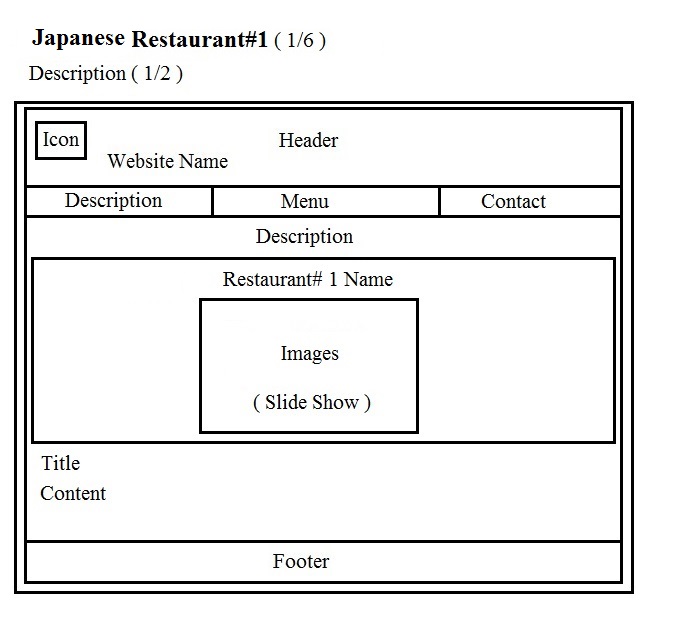 Japanese Restaurant#1 ( 1/6 )
Description ( 1/2 )
Icon
Header
Website Name
Description Menu Contact
Description
Restaurant# 1 Name
Images
( Slide Show )
Title
Content
Footer